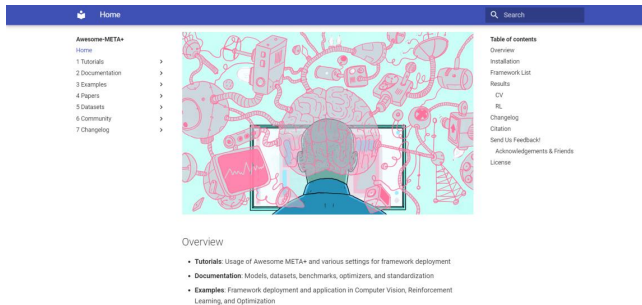 Home
Search
Awesome-META+
Home
1 Tutorials
2 Documentation
3 Examples
4 Papers
5 Datasets
6 Community
7 Changelog
Table of contents
Overview
Installation
Framework List
Results
CV
RL
Changelog
Citation
Send Us Feedback!
Acknowledgements & Friends
License
Overview
• Tutorials: Usage of Awesome META+ and various settings for framework deployment
• Documentation: Models, datasets, benchmarks, optimizers, and standardization
• Examples: Framework deployment and application in Computer Vision, Reinforcement
Learning, and Optimization